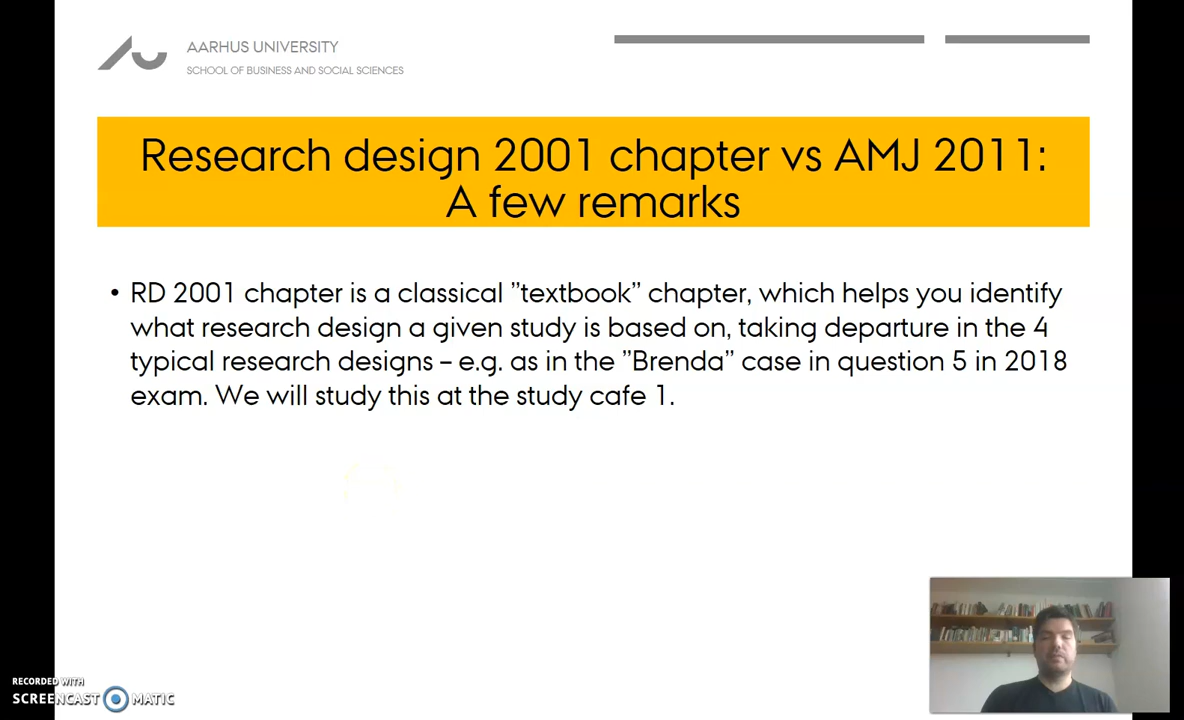 AARHUS UNIVERSITY
SCHOOL OF BUSINESS AND SOCIAL SCIENCES
Research design 2001 chapter vs AMJ 2011:
A few remarks
• RD 2001 chapter is a classical ”textbook” chapter, which helps you identify
what research design a given study is based on, taking departure in the 4
typical research designs – e.g. as in the ”Brenda” case in question 5 in 2018
exam. We will study this at the study cafe 1.
RECORDED WITH
SCREENCAST MATIC